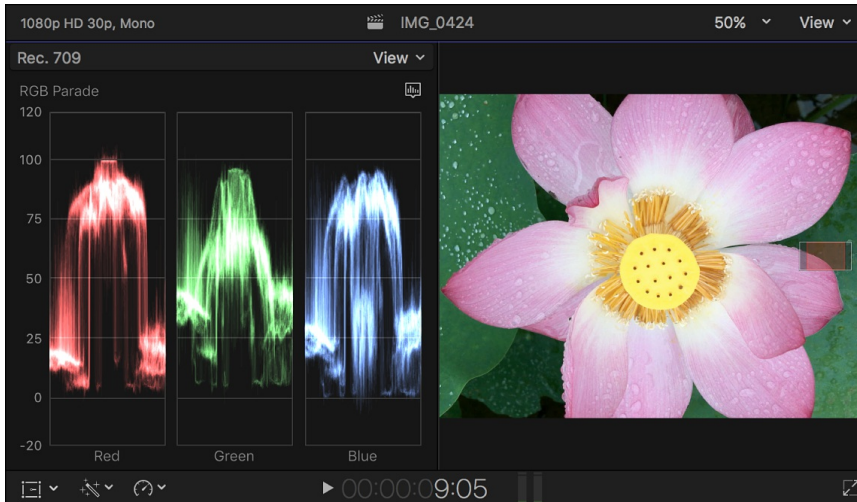 1080p HD 30p, Mono
IMG_0424
50%
View
Rec. 709
View
RGB Parade
120
100
75
50
25
0
-20
Red
Green
Blue
00:00:09:05